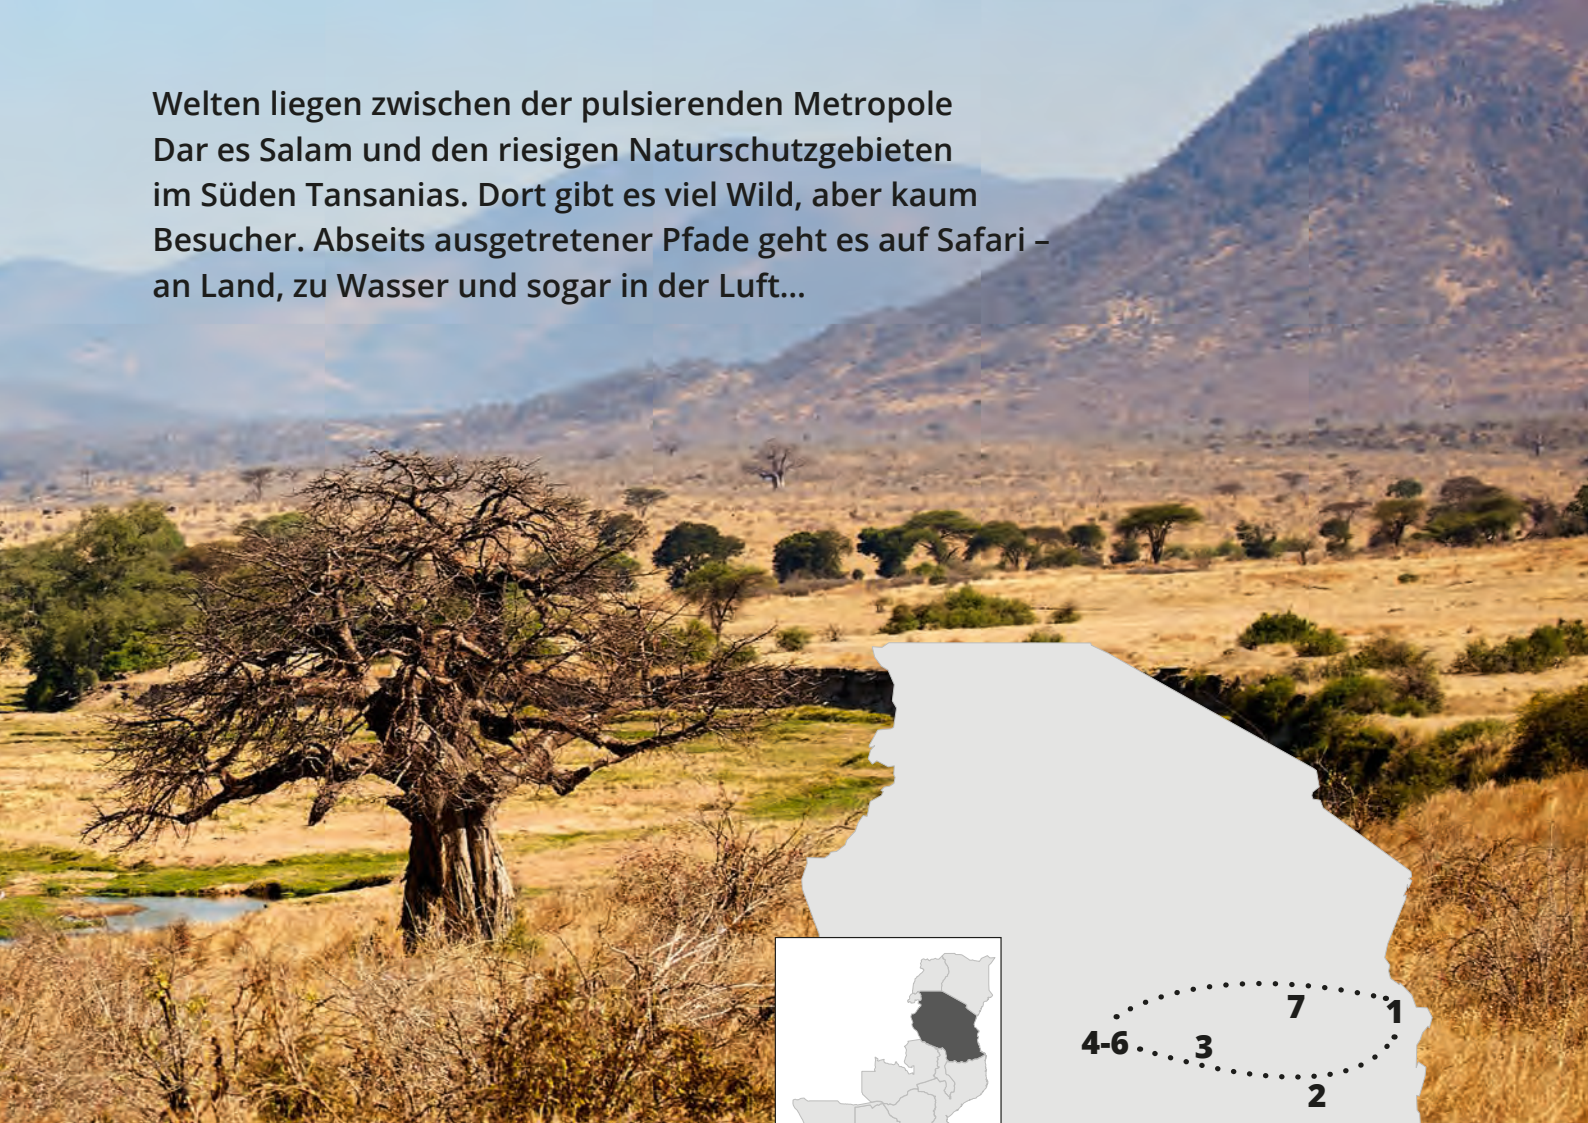 Welten liegen zwischen der pulsierenden Metropole
Dar es Salam und den riesigen Naturschutzgebieten
im Süden Tansanias. Dort gibt es viel Wild, aber kaum
Besucher. Abseits ausgetretener Pfade geht es auf Safari –
an Land, zu Wasser und sogar in der Luft...
7
1
4-6
3
2